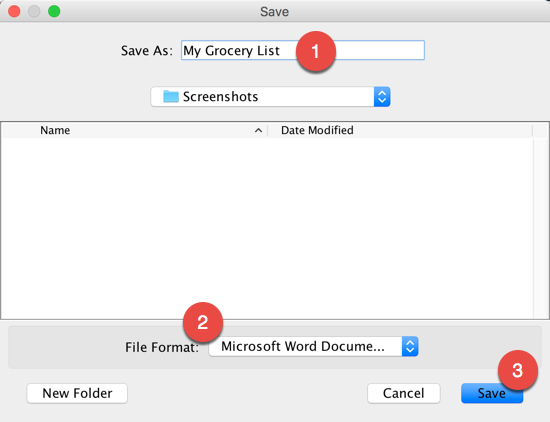 Save
Save As: My Grocery List 1
Screenshots
Name Date Modified
2
File Format: Microsoft Word Docume...
3
New Folder Cancel Save